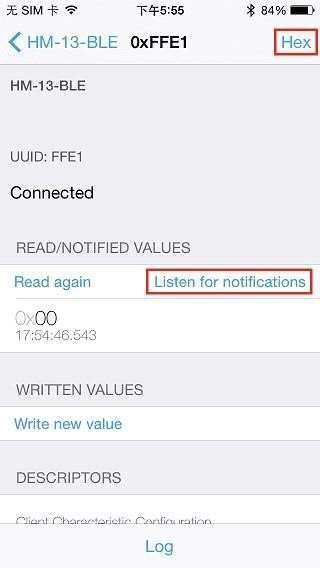 无 SIM 卡 下午5:55 84%
HM-13-BLE 0xFFE1 Hex
HM-13-BLE
UUID: FFE1
Connected
READ/NOTIFIED VALUES
Read again Listen for notifications
0x00
17:54:46.543
WRITTEN VALUES
Write new value
DESCRIPTORS
Client Characteristic Configuration
Log